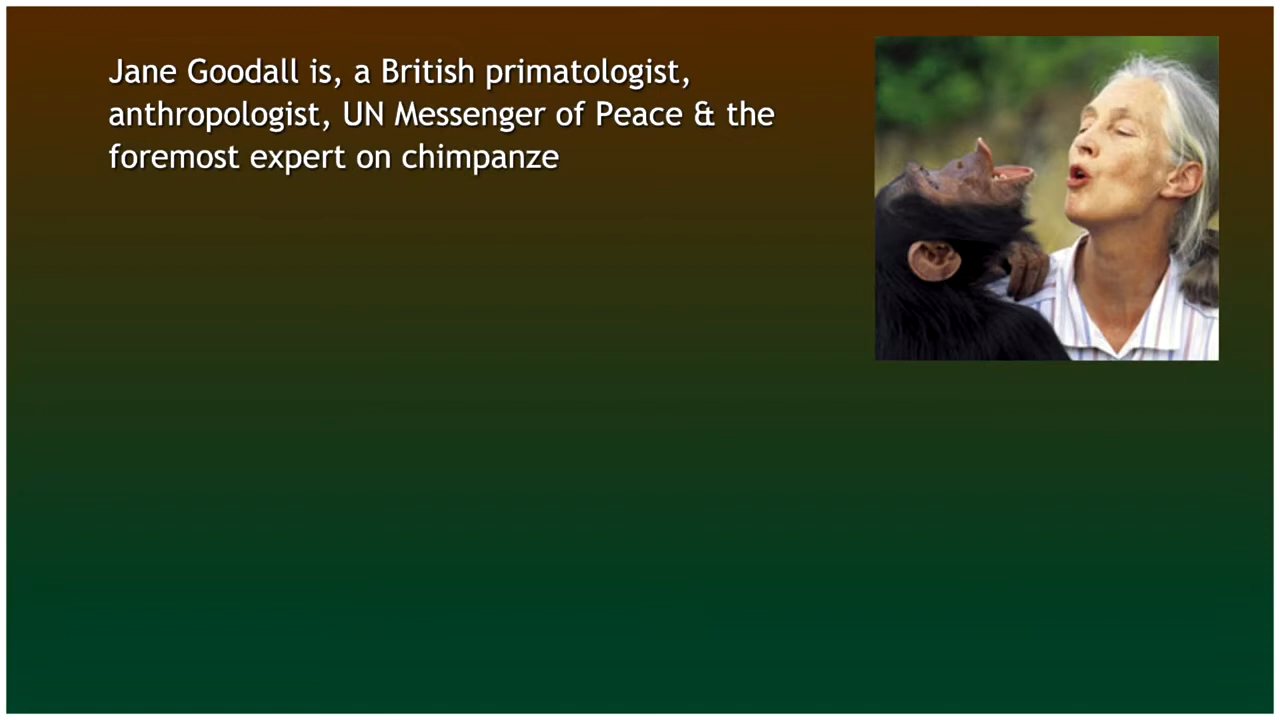 Jane Goodall is, a British primatologist,
anthropologist, UN Messenger of Peace & the
foremost expert on chimpanze